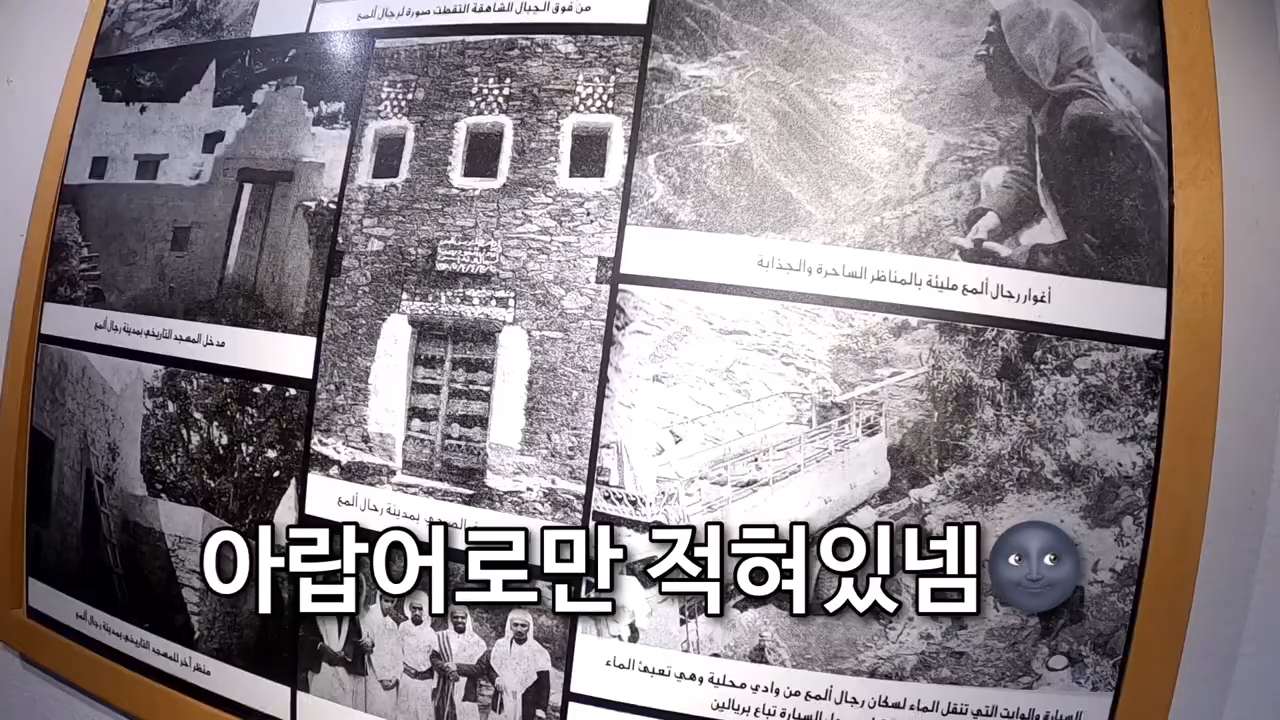 من فوق الجبال الشاهقة التقطت صورة لرجال ألمع
أغوار رجال ألمع مليئة بالمناظر الساحرة والجذابة
مدخل المسجد التاريخي بمدينة رجال ألمع
بمدينة رجال ألمع
아랍어로만 적혀있넴🌚
منظر آخر للمسجد التاريخي بمدينة رجال ألمع
السيارة والوايت التي تنقل الماء لسكان رجال ألمع من وادي محلية وهي تعبئ الماء
السيارة تباع بريالين